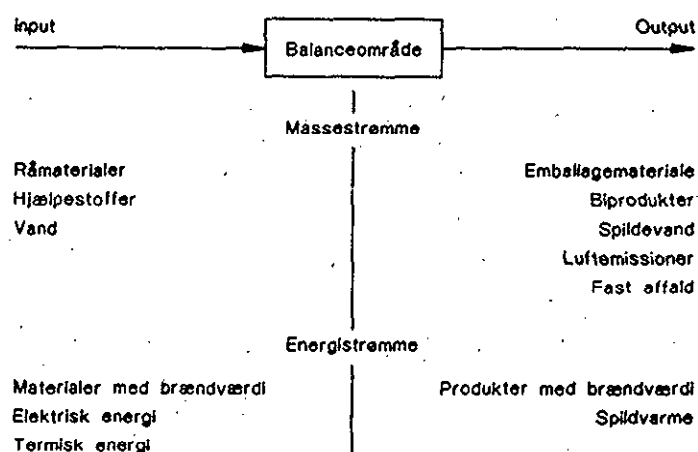 Input
Output
Balanceområde
Massestrømme
Råmaterialer
Hjælpestoffer
Vand
Emballagemateriale
Biprodukter
Spildevand
Luftemissioner
Fast affald
Energistrømme
Materialer med brændværdi
Elektrisk energi
Termisk energi
Produkter med brændværdi
Spildvarme